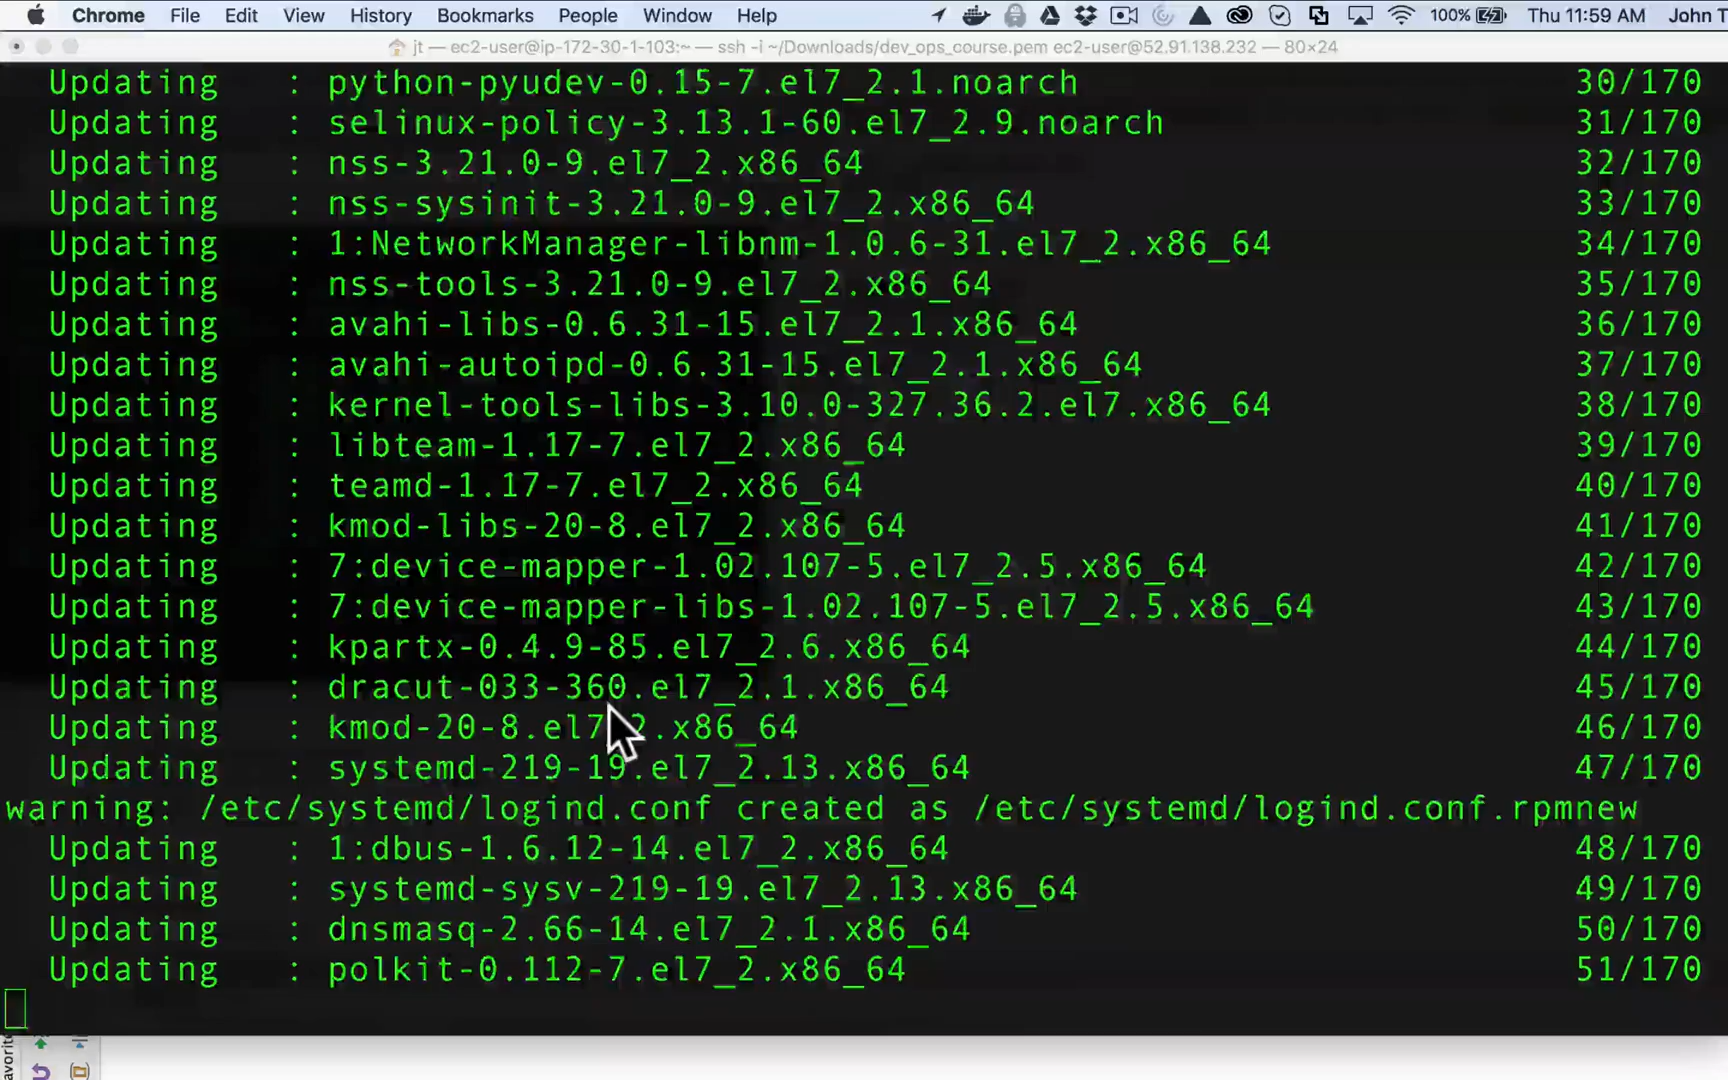 Chrome File Edit View History Bookmarks People Window Help 100% Thu 11:59 AM John T
jt — ec2-user@ip-172-30-1-103:~ — ssh -i ~/Downloads/dev_ops_course.pem ec2-user@52.91.138.232 — 80×24
Updating : python-pyudev-0.15-7.el7_2.1.noarch 30/170
Updating : selinux-policy-3.13.1-60.el7_2.9.noarch 31/170
Updating : nss-3.21.0-9.el7_2.x86_64 32/170
Updating : nss-sysinit-3.21.0-9.el7_2.x86_64 33/170
Updating : 1:NetworkManager-libnm-1.0.6-31.el7_2.x86_64 34/170
Updating : nss-tools-3.21.0-9.el7_2.x86_64 35/170
Updating : avahi-libs-0.6.31-15.el7_2.1.x86_64 36/170
Updating : avahi-autoipd-0.6.31-15.el7_2.1.x86_64 37/170
Updating : kernel-tools-libs-3.10.0-327.36.2.el7.x86_64 38/170
Updating : libteam-1.17-7.el7_2.x86_64 39/170
Updating : teamd-1.17-7.el7_2.x86_64 40/170
Updating : kmod-libs-20-8.el7_2.x86_64 41/170
Updating : 7:device-mapper-1.02.107-5.el7_2.5.x86_64 42/170
Updating : 7:device-mapper-libs-1.02.107-5.el7_2.5.x86_64 43/170
Updating : kpartx-0.4.9-85.el7_2.6.x86_64 44/170
Updating : dracut-033-360.el7_2.1.x86_64 45/170
Updating : kmod-20-8.el7_2.x86_64 46/170
Updating : systemd-219-19.el7_2.13.x86_64 47/170
warning: /etc/systemd/logind.conf created as /etc/systemd/logind.conf.rpmnew
Updating : 1:dbus-1.6.12-14.el7_2.x86_64 48/170
Updating : systemd-sysv-219-19.el7_2.13.x86_64 49/170
Updating : dnsmasq-2.66-14.el7_2.1.x86_64 50/170
Updating : polkit-0.112-7.el7_2.x86_64 51/170
avorite